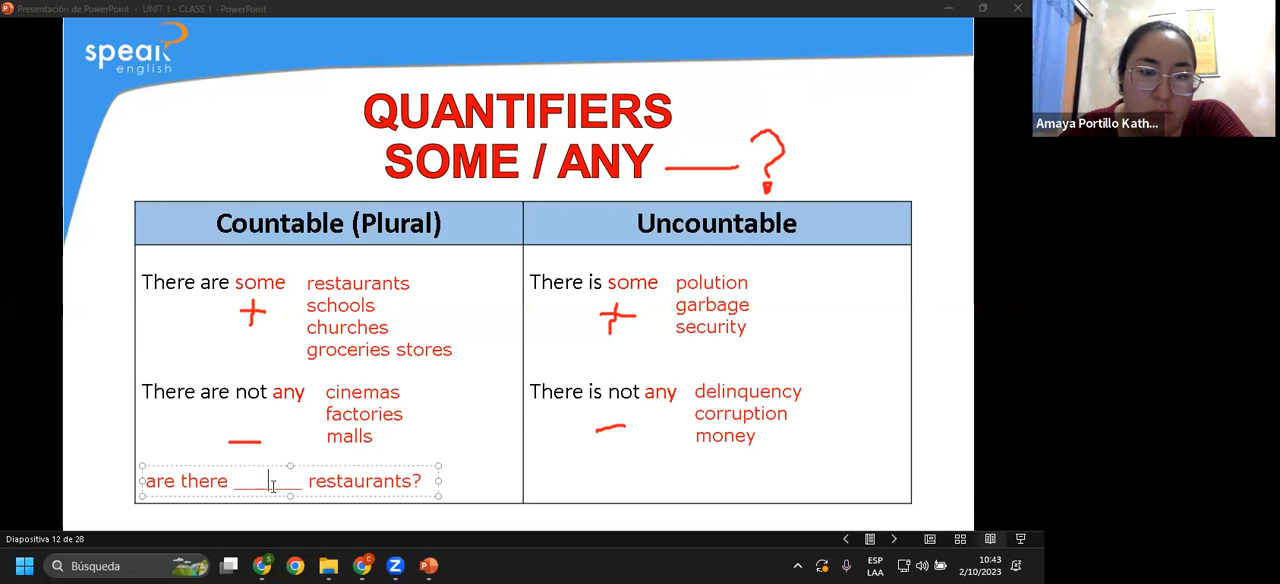 Presentación de PowerPoint - UNIT 1 - CLASS 1 - PowerPoint
speak
english
QUANTIFIERS
SOME / ANY ____ ?
Amaya Portillo Kath...
Countable (Plural)
Uncountable
There are some restaurants
schools
churches
groceries stores
There is some polution
garbage
security
There are not any cinemas
factories
malls
There is not any delinquency
corruption
money
are there ______ restaurants?
Diapositiva 12 de 28
Búsqueda
ESP
LAA
10:43
2/10/2023